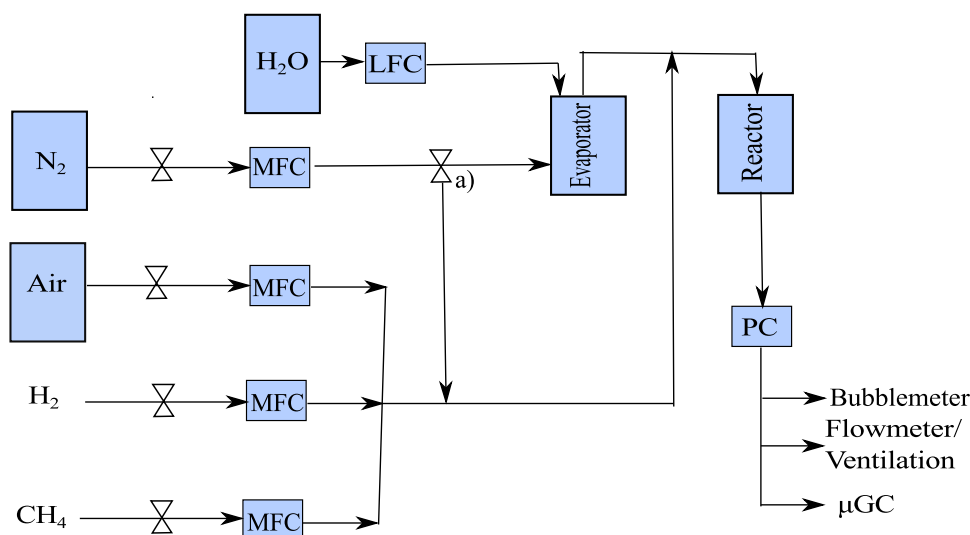 H₂O
LFC
Evaporator
Reactor
N₂
MFC
a)
Air
MFC
PC
H₂
MFC
Bubblemeter
Flowmeter/
Ventilation
CH₄
MFC
μGC